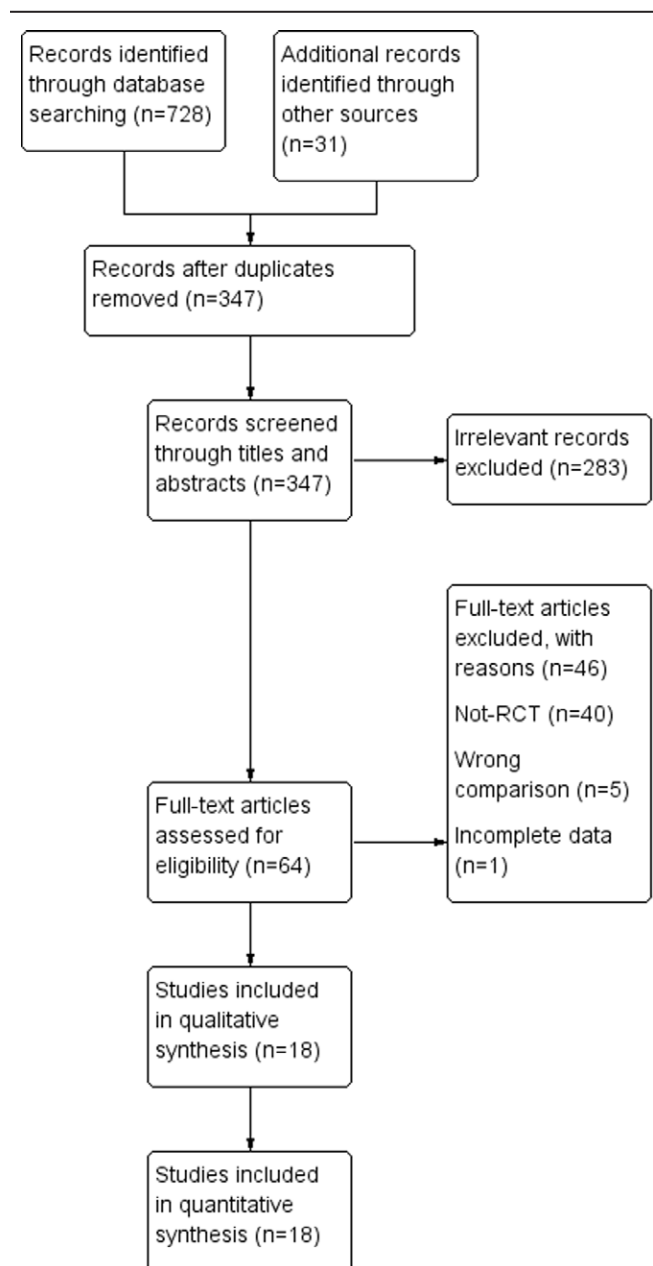 Records identified
through database
searching (n=728)
Additional records
identified through
other sources
(n=31)
Records after duplicates
removed (n=347)
Records screened
through titles and
abstracts (n=347)
Irrelevant records
excluded (n=283)
Full-text articles
excluded, with
reasons (n=46)
Not-RCT (n=40)
Wrong
comparison (n=5)
Incomplete data
(n=1)
Full-text articles
assessed for
eligibility (n=64)
Studies included
in qualitative
synthesis (n=18)
Studies included
in quantitative
synthesis (n=18)